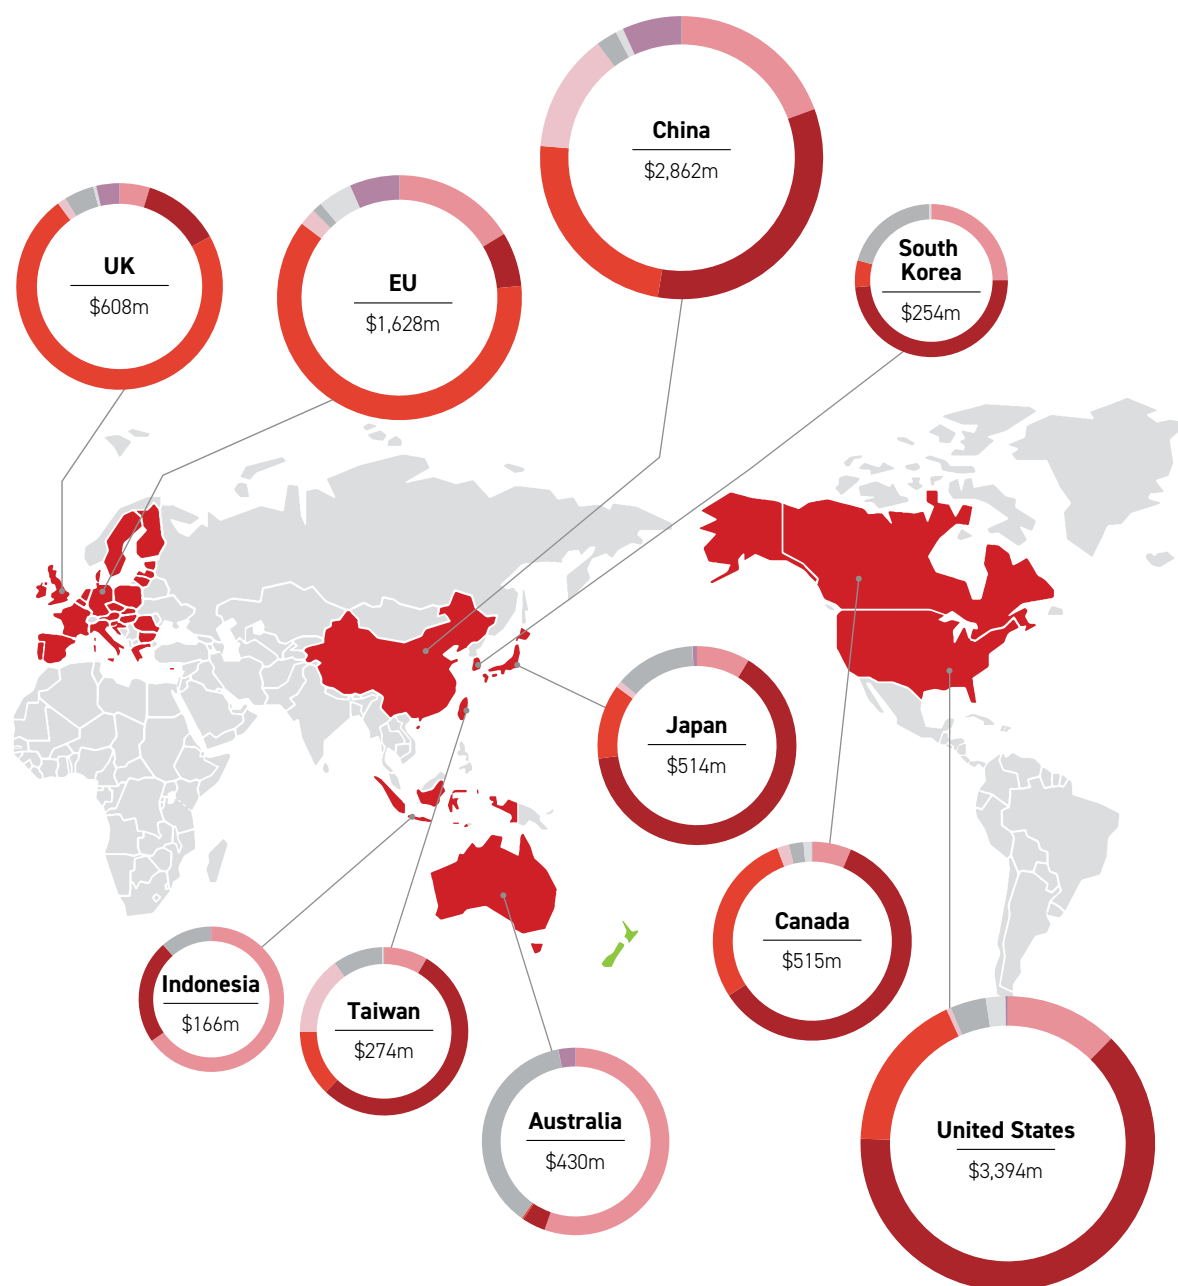 China
$2,862m
UK
$608m
EU
$1,628m
South
Korea
$254m
Japan
$514m
Canada
$515m
Indonesia
$166m
Taiwan
$274m
Australia
$430m
United States
$3,394m